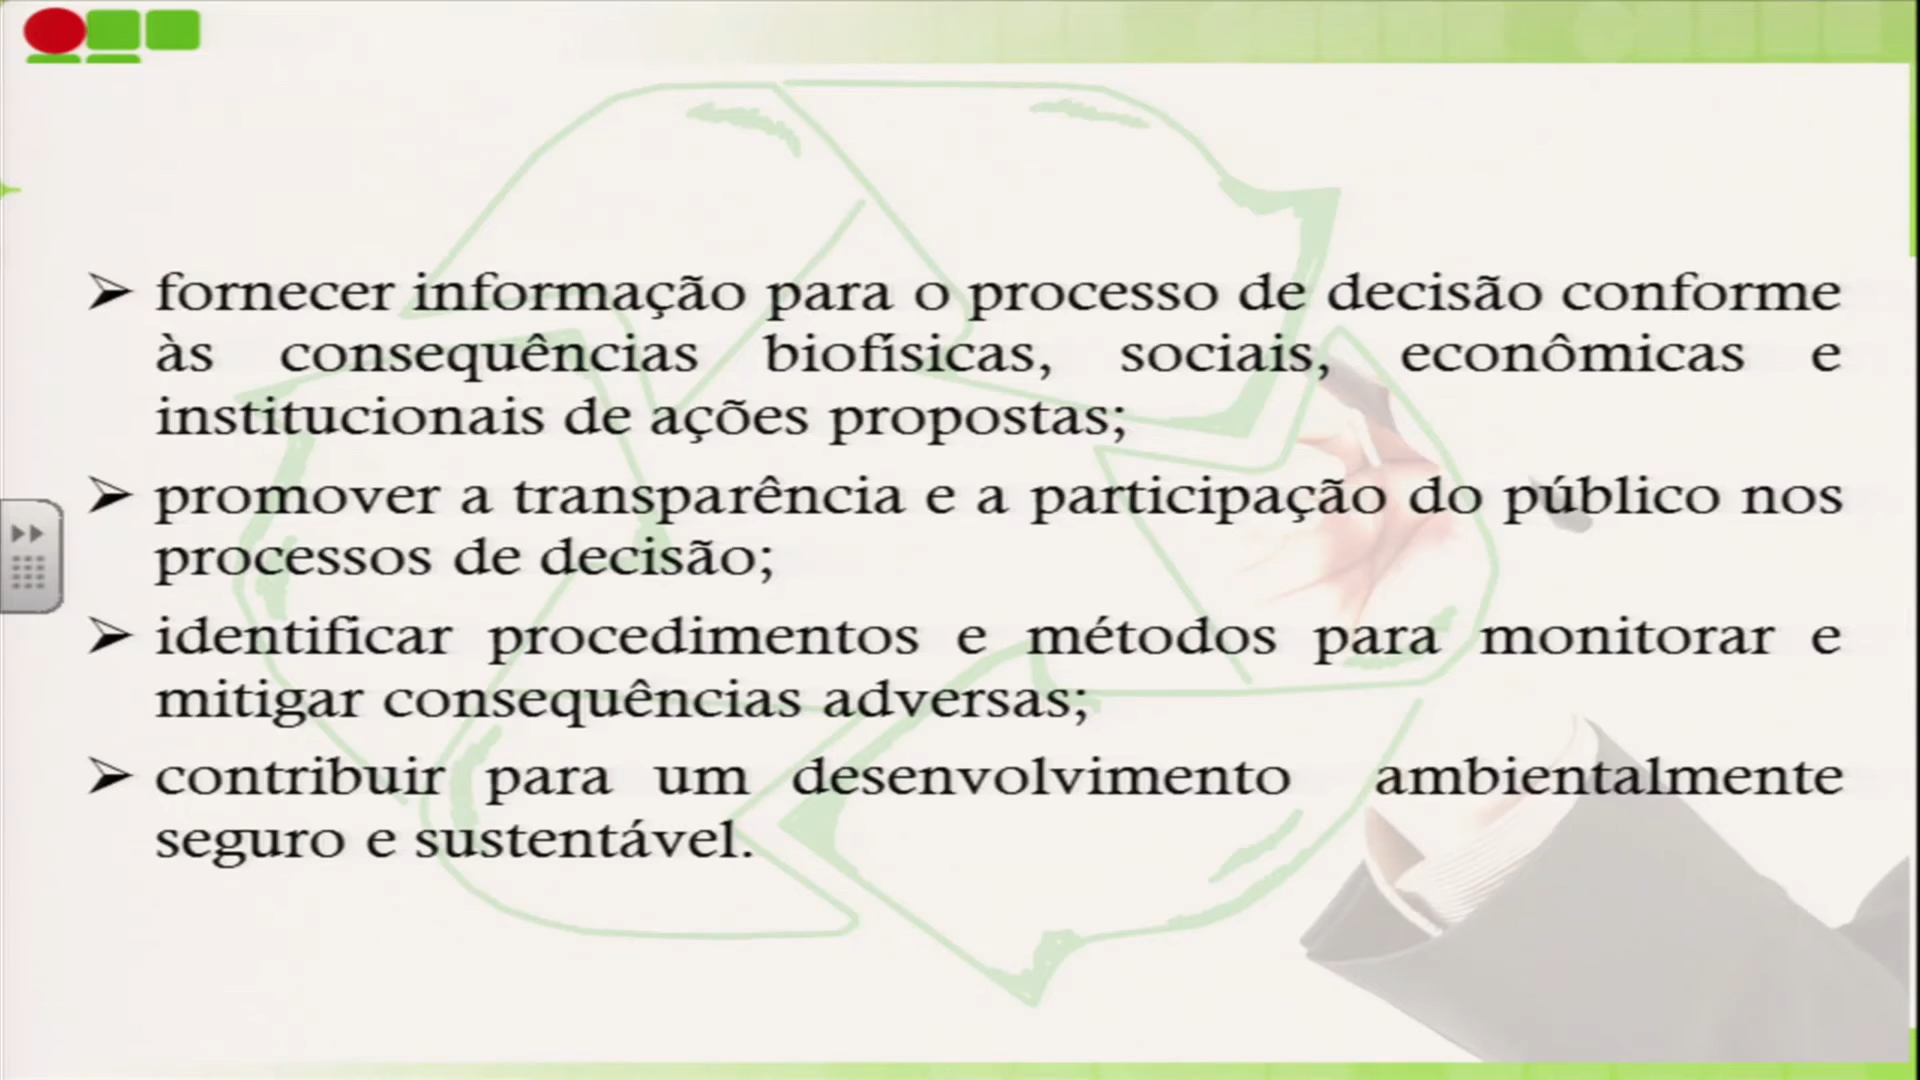 ➢ fornecer informação para o processo de decisão conforme
às consequências biofísicas, sociais, econômicas e
institucionais de ações propostas;
➢ promover a transparência e a participação do público nos
processos de decisão;
➢ identificar procedimentos e métodos para monitorar e
mitigar consequências adversas;
➢ contribuir para um desenvolvimento ambientalmente
seguro e sustentável.